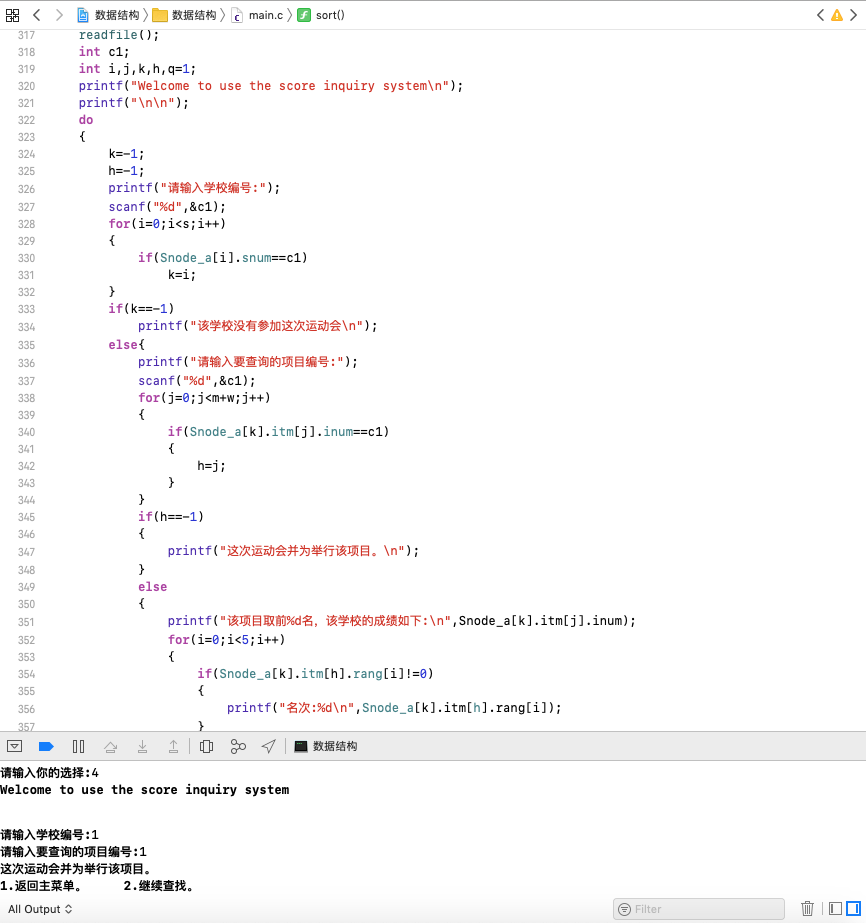 数据结构 〉 数据结构 〉 main.c 〉 sort()
317 readfile();
318 int c1;
319 int i,j,k,h,q=1;
320 printf("Welcome to use the score inquiry system\n");
321 printf("\n\n");
322 do
323 {
324 k=-1;
325 h=-1;
326 printf("请输入学校编号:");
327 scanf("%d",&c1);
328 for(i=0;i<s;i++)
329 {
330 if(Snode_a[i].snum==c1)
331 k=i;
332 }
333 if(k==-1)
334 printf("该学校没有参加这次运动会\n");
335 else{
336 printf("请输入要查询的项目编号:");
337 scanf("%d",&c1);
338 for(j=0;j<m+w;j++)
339 {
340 if(Snode_a[k].itm[j].inum==c1)
341 {
342 h=j;
343 }
344 }
345 if(h==-1)
346 {
347 printf("这次运动会并为举行该项目。\n");
348 }
349 else
350 {
351 printf("该项目取前%d名，该学校的成绩如下:\n",Snode_a[k].itm[j].inum);
352 for(i=0;i<5;i++)
353 {
354 if(Snode_a[k].itm[h].rang[i]!=0)
355 {
356 printf("名次:%d\n",Snode_a[k].itm[h].rang[i]);
357 }
数据结构
请输入你的选择:4
Welcome to use the score inquiry system
请输入学校编号:1
请输入要查询的项目编号:1
这次运动会并为举行该项目。
1.返回主菜单。 2.继续查找。
All Output
Filter